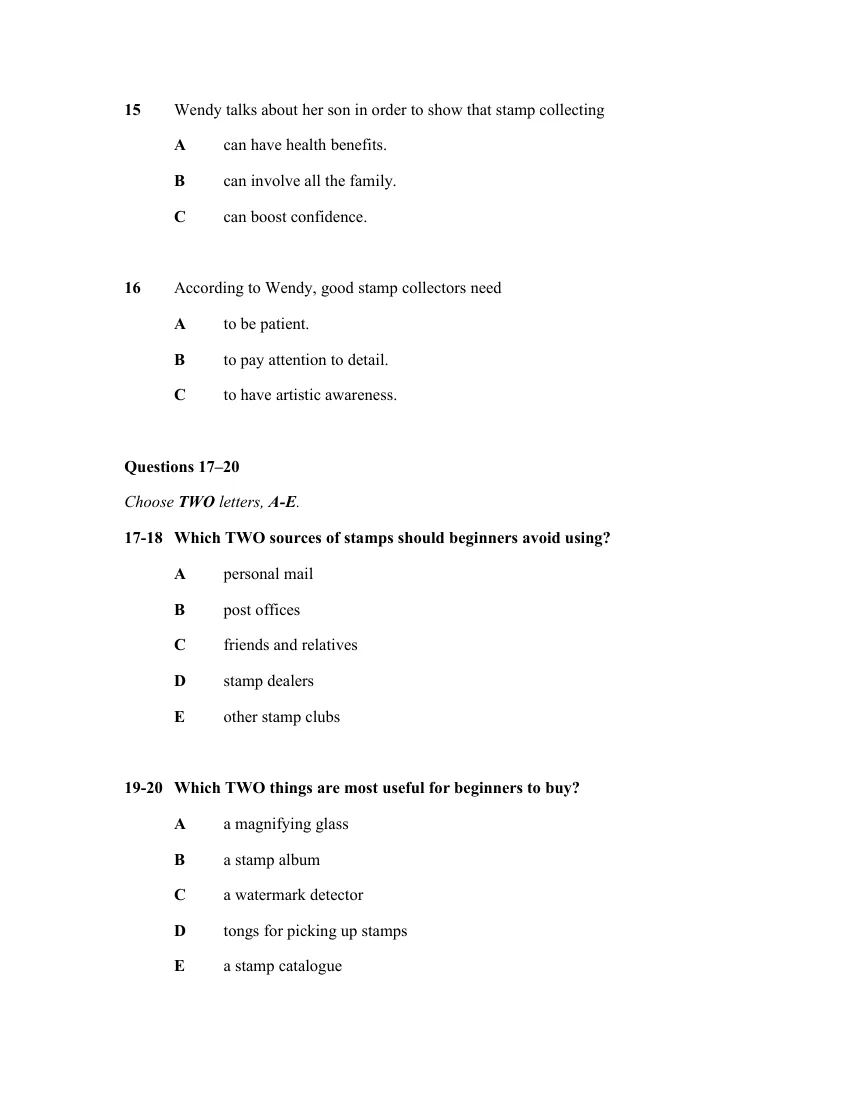 15 Wendy talks about her son in order to show that stamp collecting
A can have health benefits.
B can involve all the family.
C can boost confidence.
16 According to Wendy, good stamp collectors need
A to be patient.
B to pay attention to detail.
C to have artistic awareness.
Questions 17–20
Choose TWO letters, A-E.
17-18 Which TWO sources of stamps should beginners avoid using?
A personal mail
B post offices
C friends and relatives
D stamp dealers
E other stamp clubs
19-20 Which TWO things are most useful for beginners to buy?
A a magnifying glass
B a stamp album
C a watermark detector
D tongs for picking up stamps
E a stamp catalogue